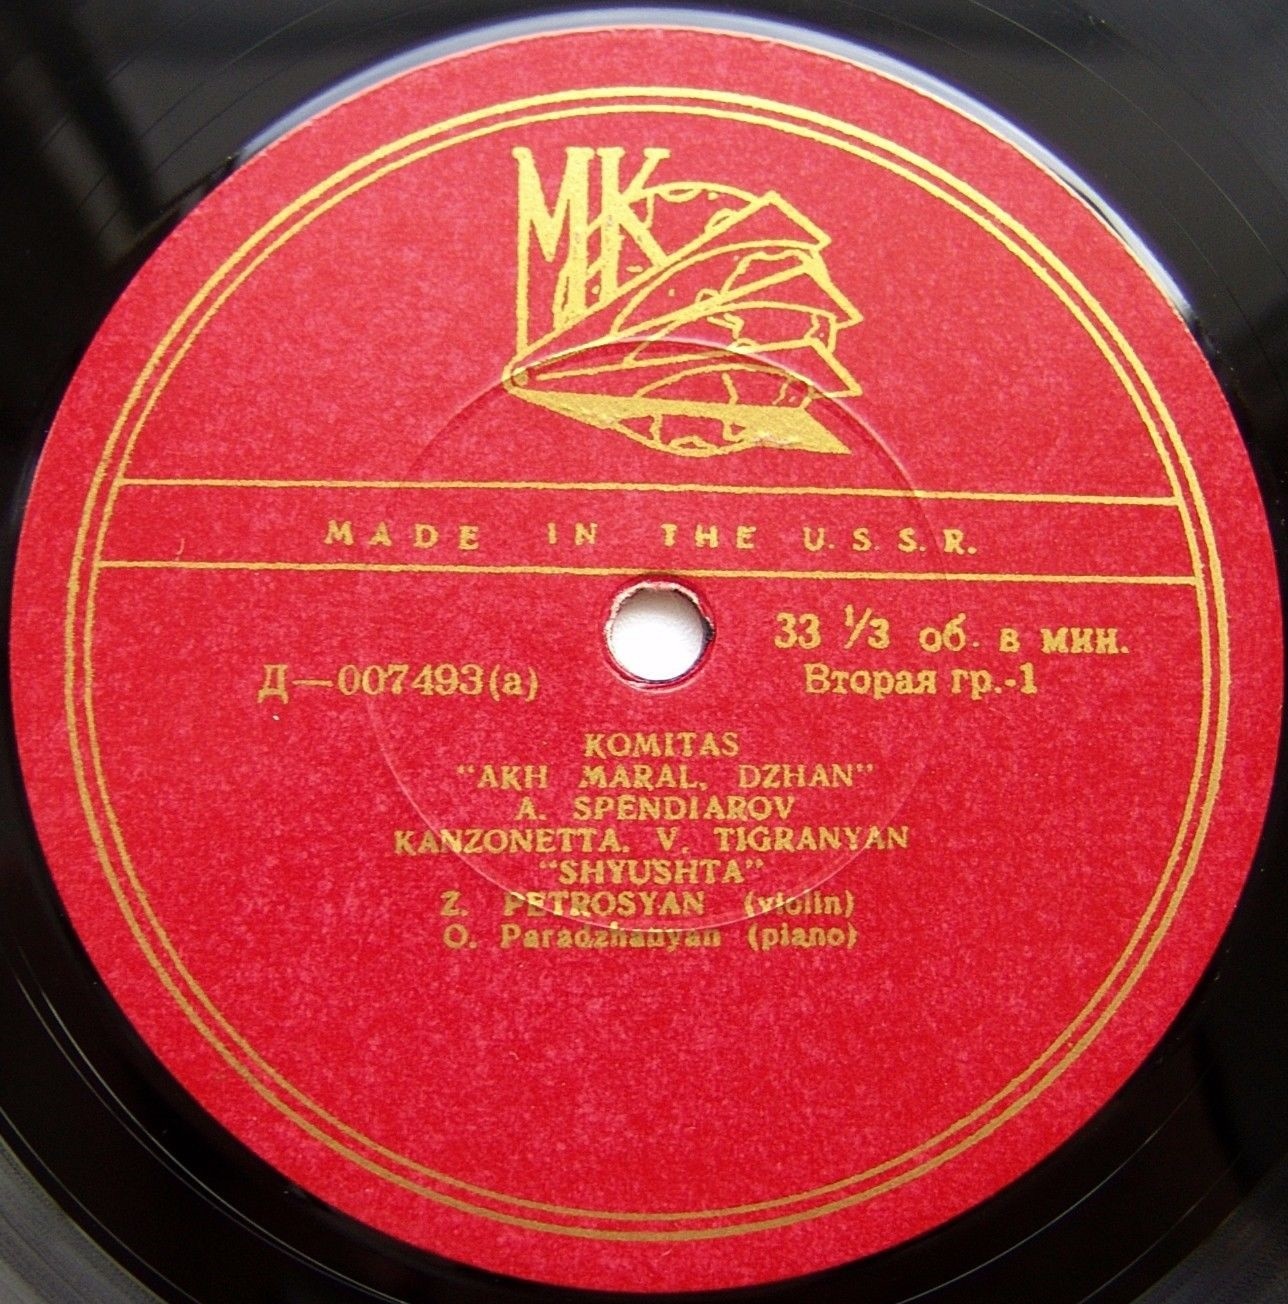 МК
MADE IN THE U.S.S.R.
33 1/3 об. в мин.
Д—007493(а) Вторая гр.-1
KOMITAS
"AKH MARAL, DZHAN"
A. SPENDIAROV
KANZONETTA. V. TIGRANYAN
"SHYUSHTA"
Z. PETROSYAN (violin)
O. Paradzhanyan (piano)